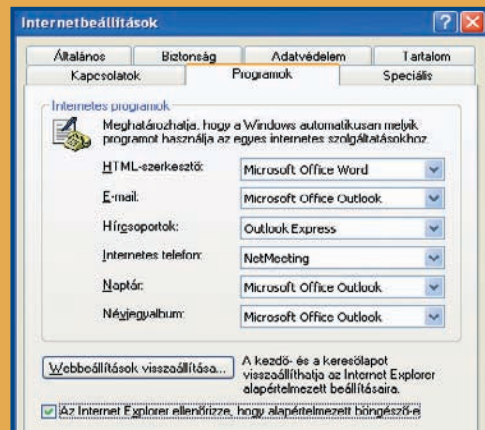 Internetbeállítások
Általános Biztonság Adatvédelem Tartalom
Kapcsolatok Programok Speciális
Internetes programok
Meghatározhatja, hogy a Windows automatikusan melyik
programot használja az egyes internetes szolgáltatásokhoz.
HTML-szerkesztő: Microsoft Office Word
E-mail: Microsoft Office Outlook
Hírcsoportok: Outlook Express
Internetes telefon: NetMeeting
Naptár: Microsoft Office Outlook
Névjegyalbum: Microsoft Office Outlook
Webbeállítások visszaállítása... A kezdő- és a keresőlapot
visszaállíthatja az Internet Explorer
alapértelmezett beállításaira.
Az Internet Explorer ellenőrizze, hogy alapértelmezett böngésző-e